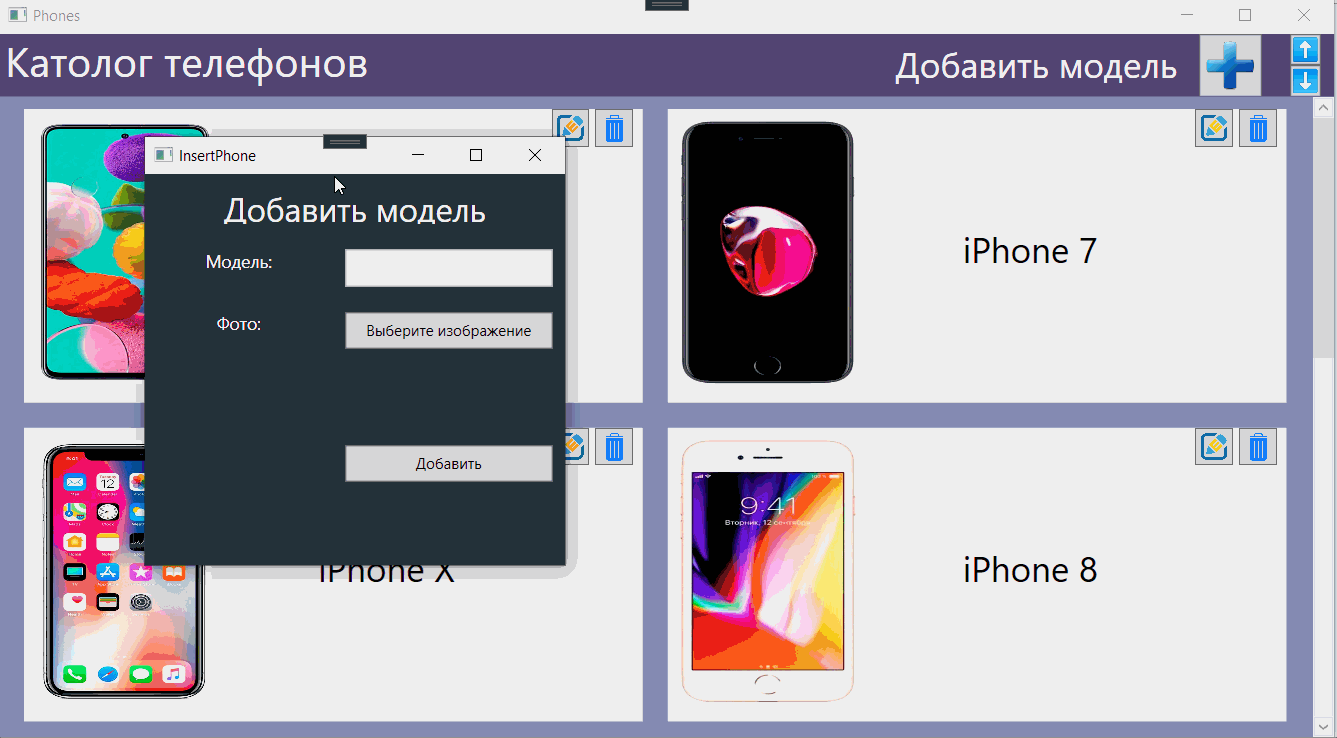 Phones
Католог телефонов
Добавить модель
InsertPhone
Добавить модель
Модель:
Фото:
Выберите изображение
Добавить
iPhone 7
iPhone X
12
9:41
Вторник, 12 сентября
iPhone 8